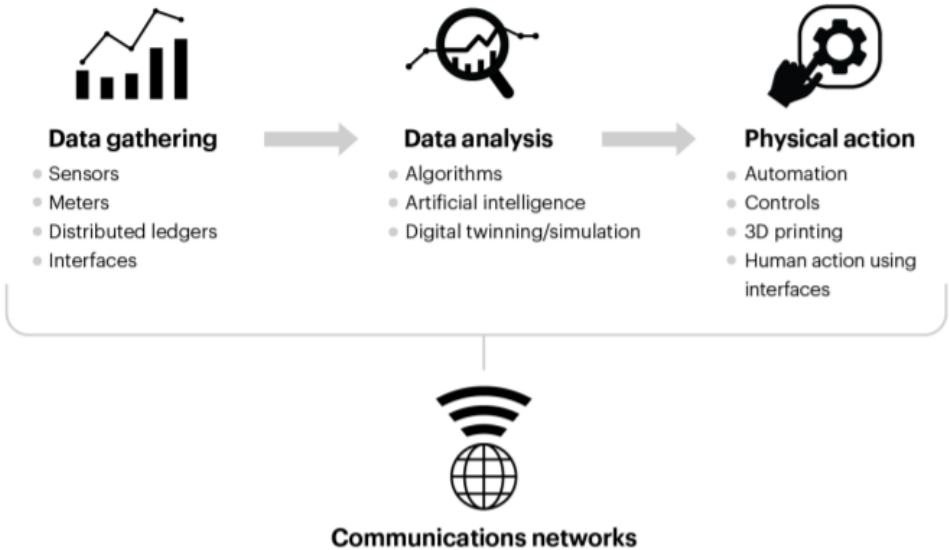 Data gathering
Sensors
Meters
Distributed ledgers
Interfaces
Data analysis
Algorithms
Artificial intelligence
Digital twinning/simulation
Physical action
Automation
Controls
3D printing
Human action using
interfaces
Communications networks